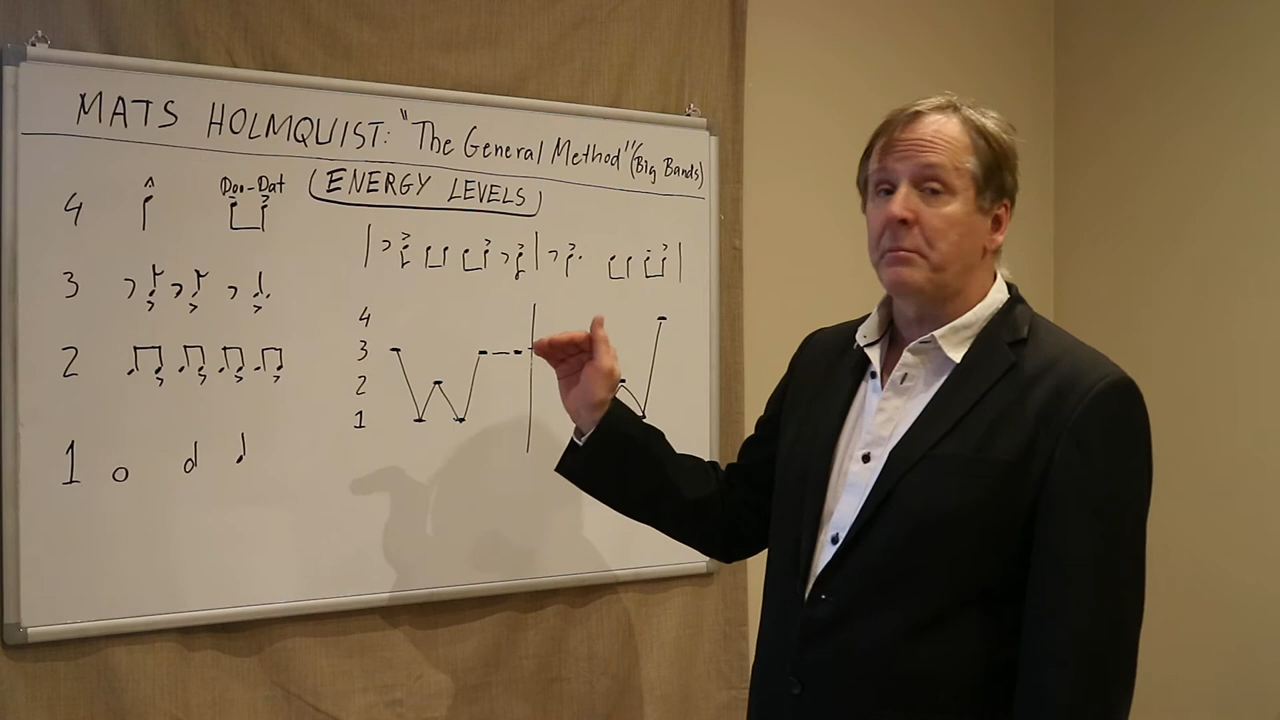 MATS HOLMQUIST: "The General Method" (Big Bands)
ENERGY LEVELS
4 Doo-Dat
3
2
1
4
3
2
1